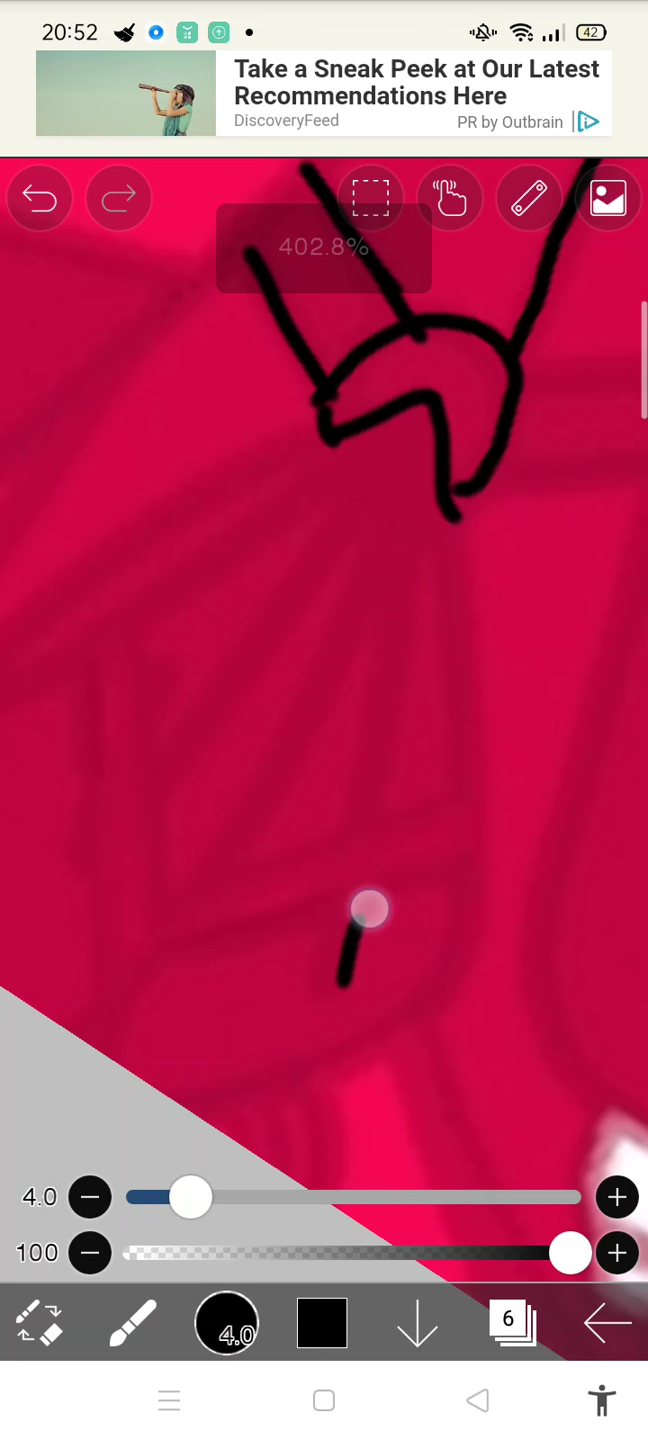 20:52
42
Take a Sneak Peek at Our Latest
Recommendations Here
DiscoveryFeed
PR by Outbrain
402.8%
4.0
100
4.0
6